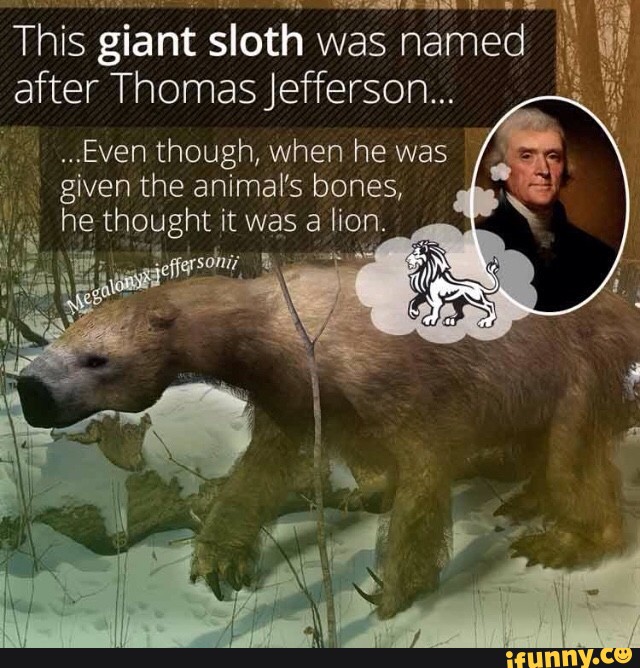 This giant sloth was named
after Thomas Jefferson...
...Even though, when he was
given the animal's bones,
he thought it was a lion.
Megalonyx jeffersonii
ifunny.co